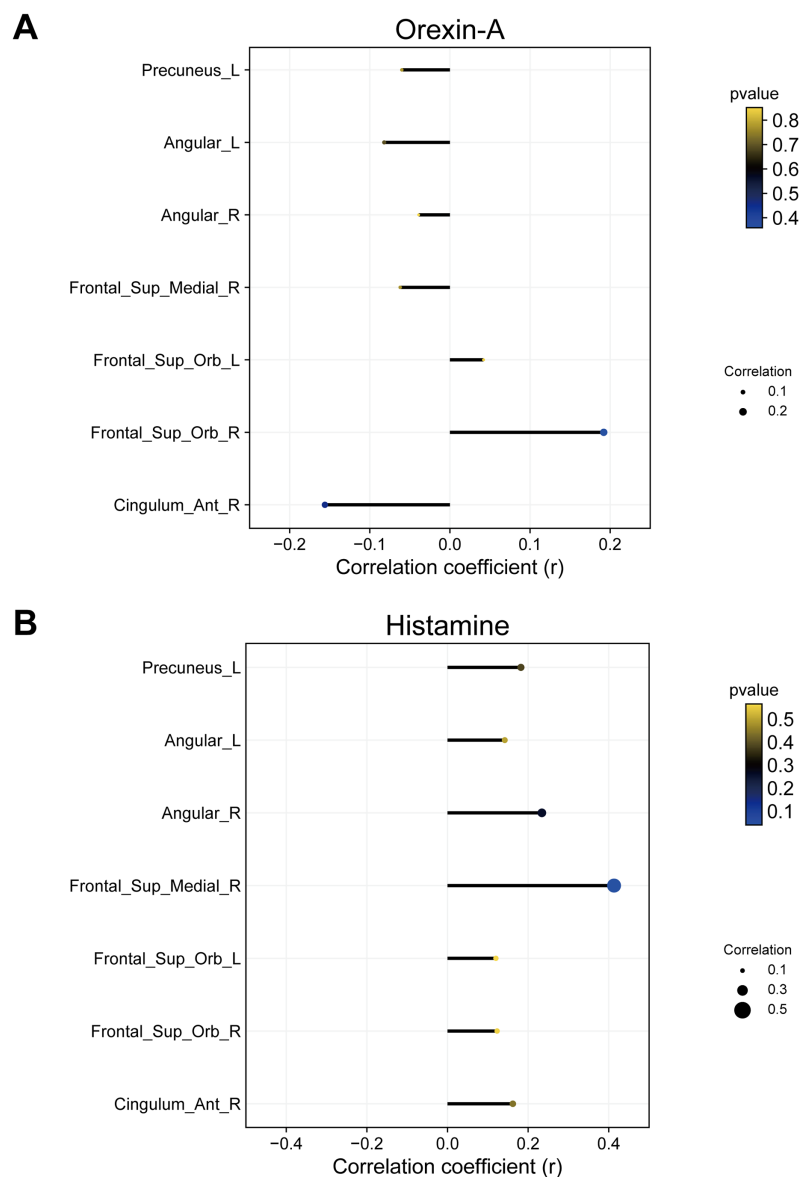 A
Orexin-A
Precuneus_L
Angular_L
Angular_R
Frontal_Sup_Medial_R
Frontal_Sup_Orb_L
Frontal_Sup_Orb_R
Cingulum_Ant_R
−0.2 −0.1 0.0 0.1 0.2
Correlation coefficient (r)
pvalue
0.8
0.7
0.6
0.5
0.4
Correlation
0.1
0.2
B
Histamine
Precuneus_L
Angular_L
Angular_R
Frontal_Sup_Medial_R
Frontal_Sup_Orb_L
Frontal_Sup_Orb_R
Cingulum_Ant_R
−0.4 −0.2 0.0 0.2 0.4
Correlation coefficient (r)
pvalue
0.5
0.4
0.3
0.2
0.1
Correlation
0.1
0.3
0.5